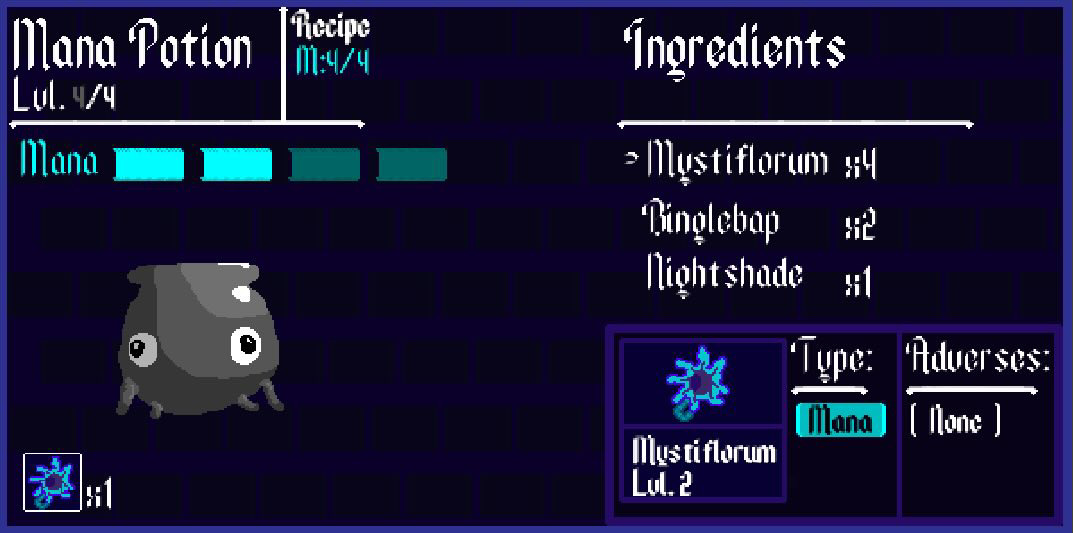 Mana Potion
Lvl. 4/4
Recipe
M:4/4
Mana
x1
Ingredients
Mystiflorum x4
Binglebap x2
Nightshade x1
Mystiflorum
Lvl. 2
Type:
Mana
Adverses:
[ None ]